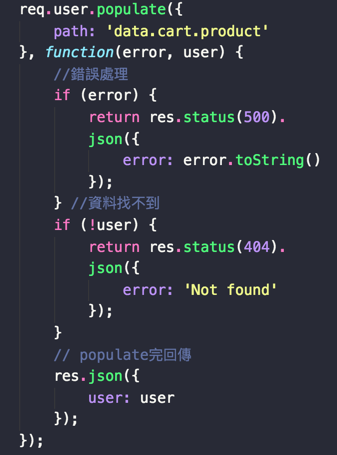 req.user.populate({
    path: 'data.cart.product'
}, function(error, user) {
    //錯誤處理
    if (error) {
        return res.status(500).
        json({
            error: error.toString()
        });
    } //資料找不到
    if (!user) {
        return res.status(404).
        json({
            error: 'Not found'
        });
    }
    // populate完回傳
    res.json({
        user: user
    });
});